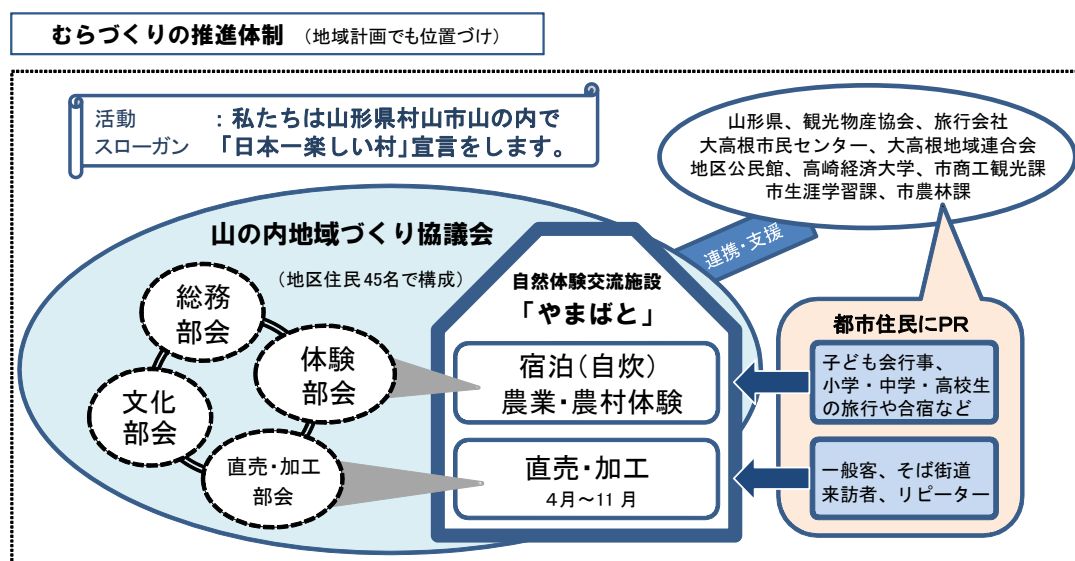 むらづくりの推進体制 （地域計画でも位置づけ）
活動　　　：私たちは山形県村山市山の内で
スローガン　「日本一楽しい村」宣言をします。
山形県、観光物産協会、旅行会社
大高根市民センター、大高根地域連合会
地区公民館、高崎経済大学、市商工観光課
市生涯学習課、市農林課
連携・支援
山の内地域づくり協議会
（地区住民45名で構成）
総務
部会
体験
部会
文化
部会
直売・加工
部会
自然体験交流施設
「やまばと」
宿泊（自炊）
農業・農村体験
直売・加工
4月～11月
都市住民にPR
子ども会行事、
小学・中学・高校生
の旅行や合宿など
一般客、そば街道
来訪者、リピーター